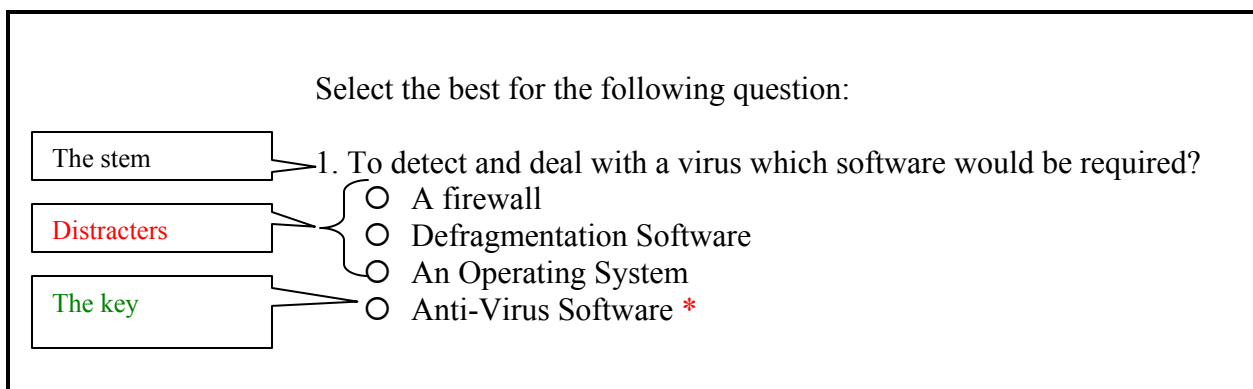 Select the best for the following question:
The stem
1. To detect and deal with a virus which software would be required?
A firewall
Distracters
Defragmentation Software
An Operating System
The key
Anti-Virus Software *